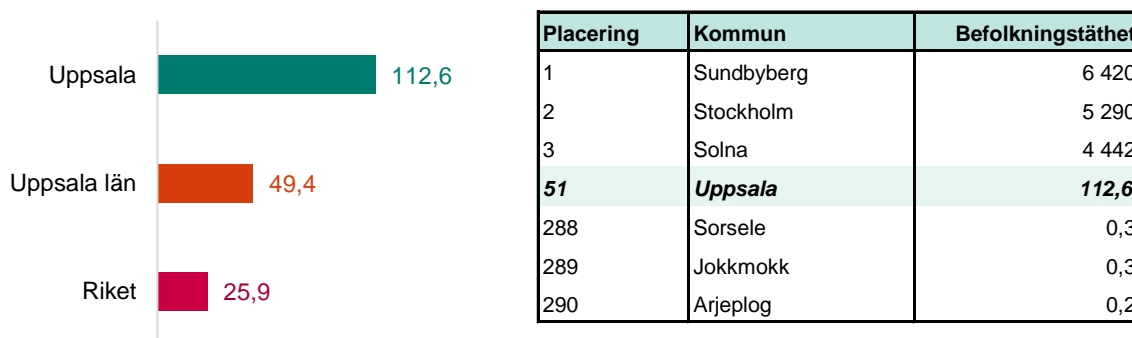 Uppsala 112,6
Uppsala län 49,4
Riket 25,9
Placering Kommun Befolkningstäthet
1 Sundbyberg 6 420
2 Stockholm 5 290
3 Solna 4 442
51 Uppsala 112,6
288 Sorsele 0,3
289 Jokkmokk 0,3
290 Arjeplog 0,2